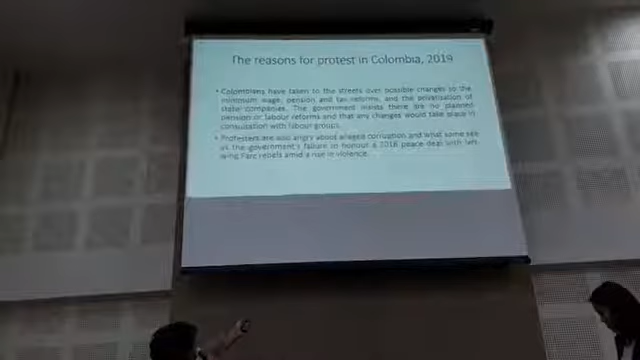 The reasons for protest in Colombia, 2019
• Colombians have taken to the streets over possible changes to the
minimum wage, pension and tax reforms, and the privatisation of
state companies. The government insists there are no planned
pension or labour reforms and that any changes would take place in
consultation with labour groups.
• Protesters are also angry about alleged corruption and what some see
as the government's failure to honour a 2016 peace deal with left-
wing Farc rebels amid a rise in violence.